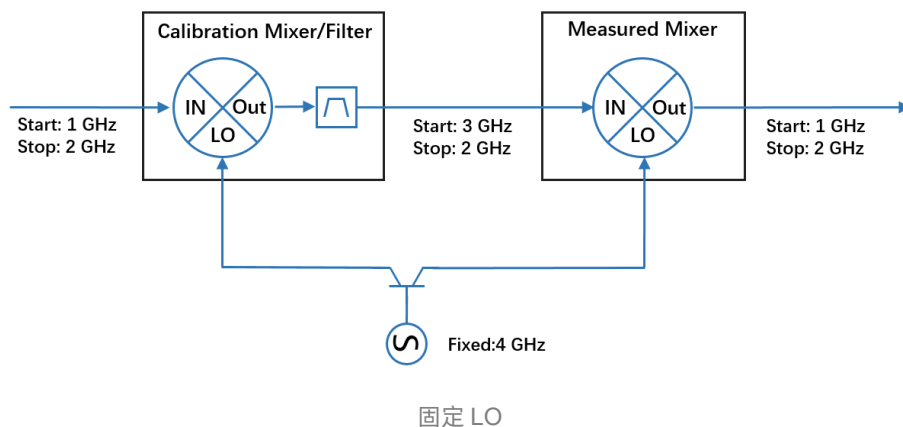 Calibration Mixer/Filter
Measured Mixer
IN
Out
LO
IN
Out
LO
Start: 1 GHz
Stop: 2 GHz
Start: 3 GHz
Stop: 2 GHz
Start: 1 GHz
Stop: 2 GHz
Fixed:4 GHz
固定 LO